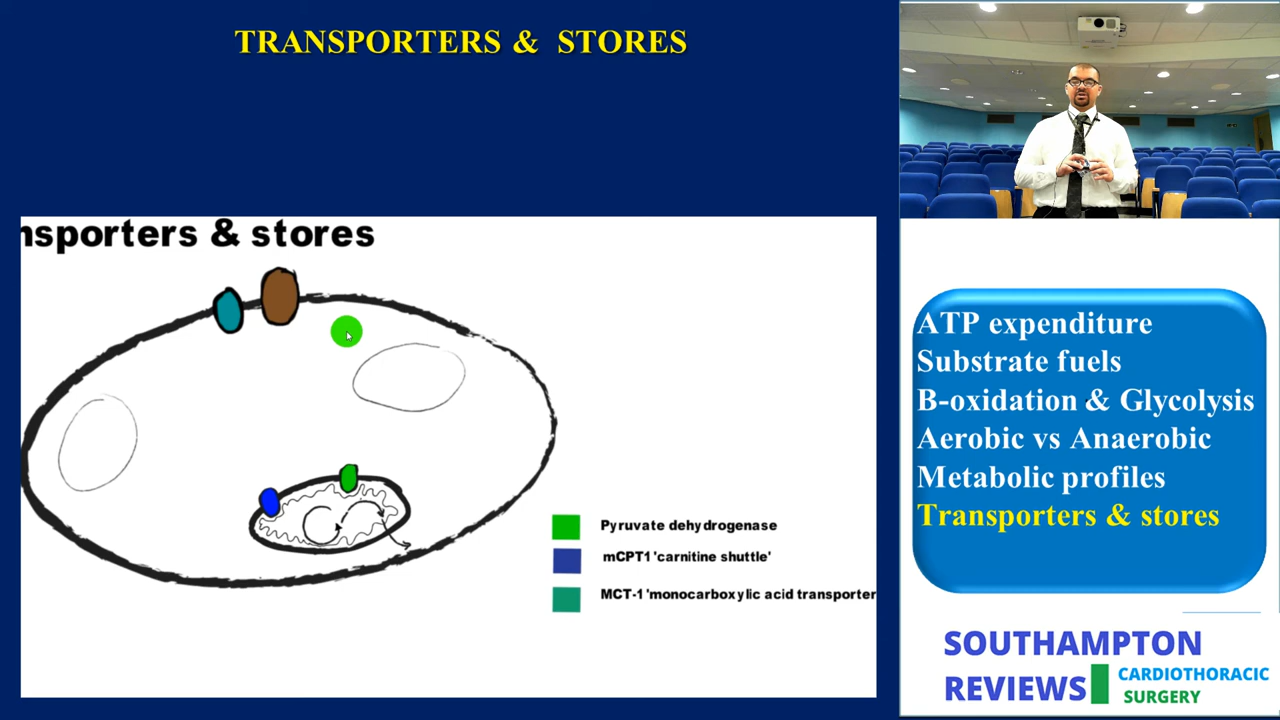 TRANSPORTERS & STORES
nsporters & stores
Pyruvate dehydrogenase
mCPT1 'carnitine shuttle'
MCT-1 'monocarboxylic acid transporter
ATP expenditure
Substrate fuels
B-oxidation & Glycolysis
Aerobic vs Anaerobic
Metabolic profiles
Transporters & stores
SOUTHAMPTON
REVIEWS
CARDIOTHORACIC
SURGERY